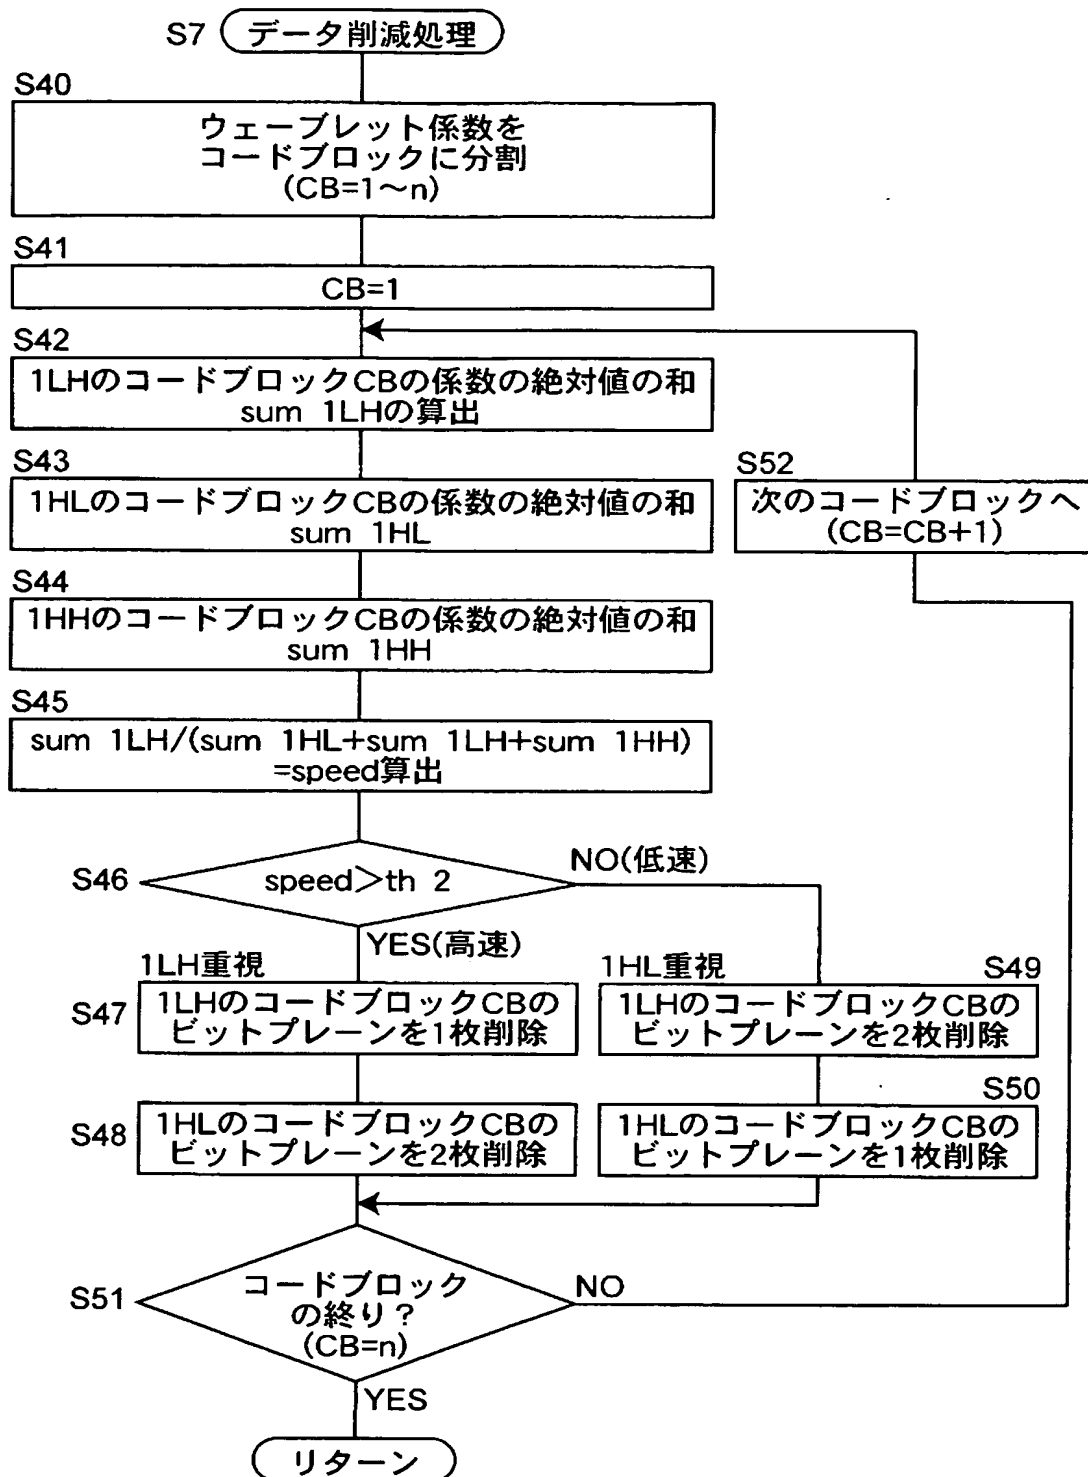 S7 データ削減処理
S40
ウェーブレット係数を
コードブロックに分割
(CB=1～n)
S41
CB=1
S42
1LHのコードブロックCBの係数の絶対値の和
sum 1LHの算出
S43
1HLのコードブロックCBの係数の絶対値の和
sum 1HL
S52
次のコードブロックへ
(CB=CB+1)
S44
1HHのコードブロックCBの係数の絶対値の和
sum 1HH
S45
sum 1LH/(sum 1HL+sum 1LH+sum 1HH)
=speed算出
S46
speed＞th 2
NO(低速)
YES(高速)
1LH重視
S47
1LHのコードブロックCBの
ビットプレーンを1枚削除
1HL重視
S49
1LHのコードブロックCBの
ビットプレーンを2枚削除
S48
1HLのコードブロックCBの
ビットプレーンを2枚削除
S50
1HLのコードブロックCBの
ビットプレーンを1枚削除
S51
コードブロック
の終り？
(CB=n)
NO
YES
リターン